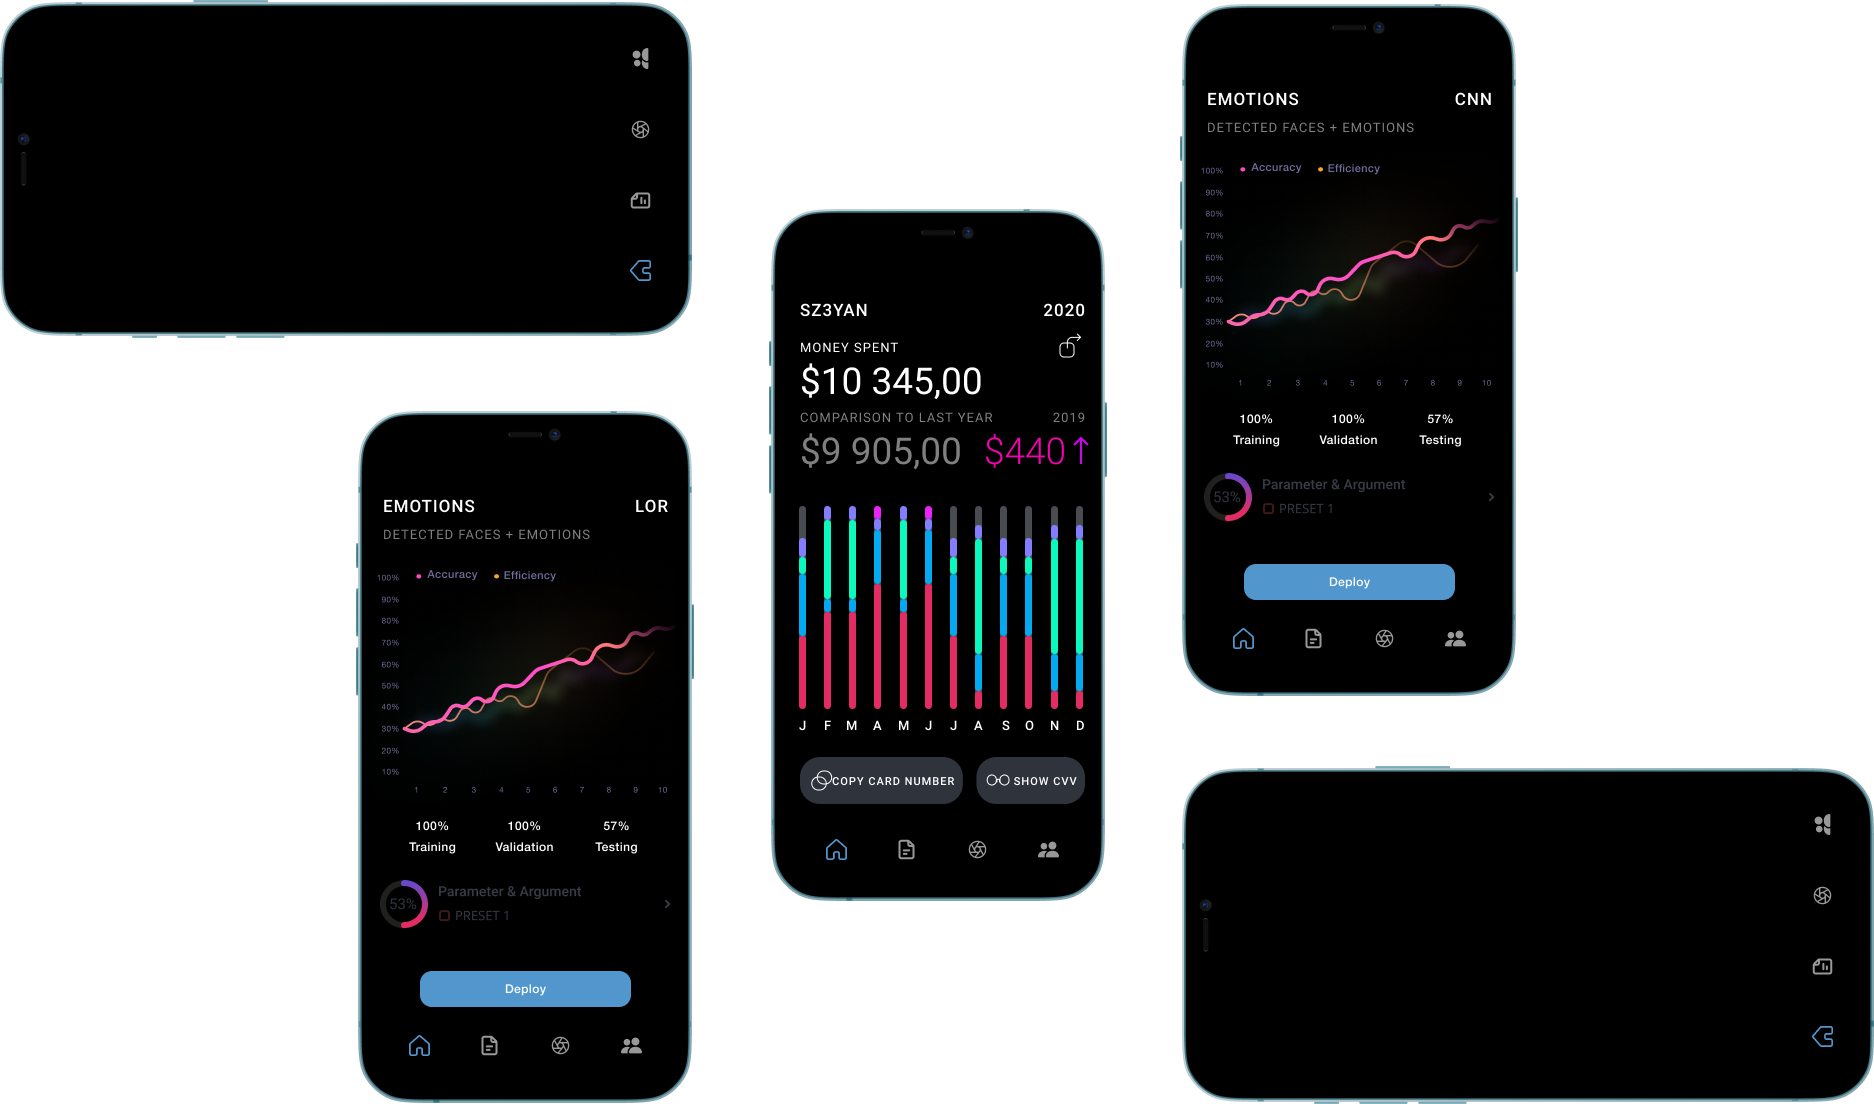 EMOTIONS CNN
DETECTED FACES + EMOTIONS
Accuracy Efficiency
100%
90%
80%
70%
60%
50%
40%
30%
20%
10%
1 2 3 4 5 6 7 8 9 10
100% 100% 57%
Training Validation Testing
53% Parameter & Argument
PRESET 1
Deploy
SZ3YAN 2020
MONEY SPENT
$10 345,00
COMPARISON TO LAST YEAR 2019
$9 905,00 $440↑
J F M A M J J A S O N D
COPY CARD NUMBER SHOW CVV
EMOTIONS LOR
DETECTED FACES + EMOTIONS
Accuracy Efficiency
100%
90%
80%
70%
60%
50%
40%
30%
20%
10%
1 2 3 4 5 6 7 8 9 10
100% 100% 57%
Training Validation Testing
53% Parameter & Argument
PRESET 1
Deploy